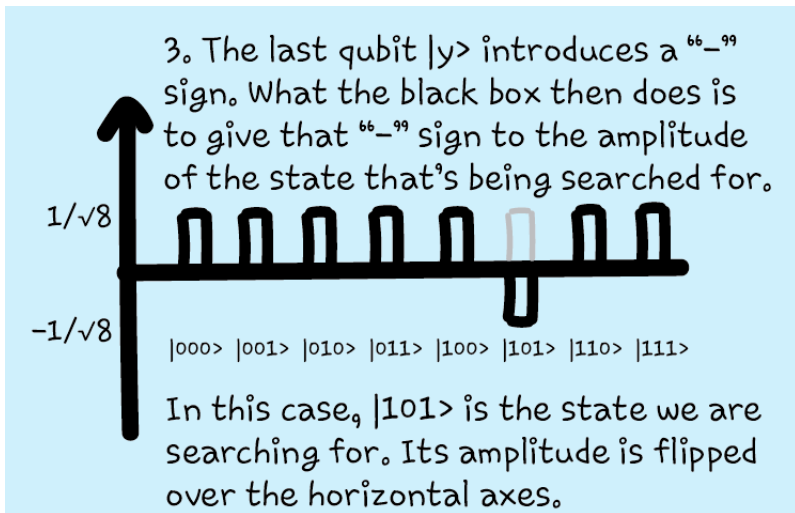 3. The last qubit |y> introduces a “–”
sign. What the black box then does is
to give that “–” sign to the amplitude
of the state that's being searched for.
1/√8
-1/√8
|000> |001> |010> |011> |100> |101> |110> |111>
In this case, |101> is the state we are
searching for. Its amplitude is flipped
over the horizontal axes.